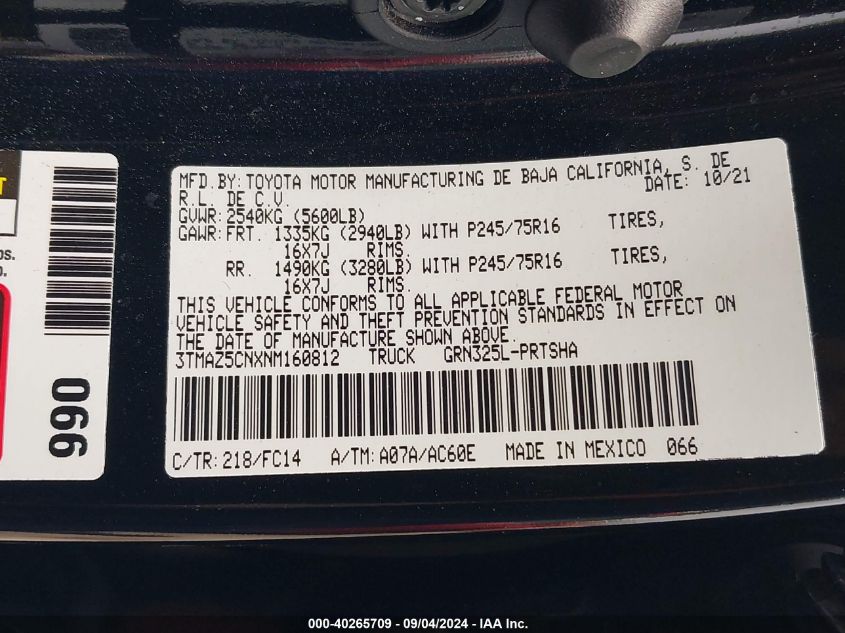 MFD.BY: TOYOTA MOTOR MANUFACTURING DE BAJA CALIFORNIA, S. DE
R.L. DE C.V. DATE: 10/21
GVWR: 2540KG (5600LB)
GAWR: FRT. 1335KG (2940LB) WITH P245/75R16 TIRES,
16X7J RIMS.
RR. 1490KG (3280LB) WITH P245/75R16 TIRES,
16X7J RIMS.
THIS VEHICLE CONFORMS TO ALL APPLICABLE FEDERAL MOTOR
VEHICLE SAFETY AND THEFT PREVENTION STANDARDS IN EFFECT ON
THE DATE OF MANUFACTURE SHOWN ABOVE.
3TMAZ5CNXNM160812 TRUCK GRN325L-PRTSHA
C/TR: 218/FC14 A/TM: A07A/AC60E MADE IN MEXICO 066
066
000-40265709 - 09/04/2024 - IAA Inc.